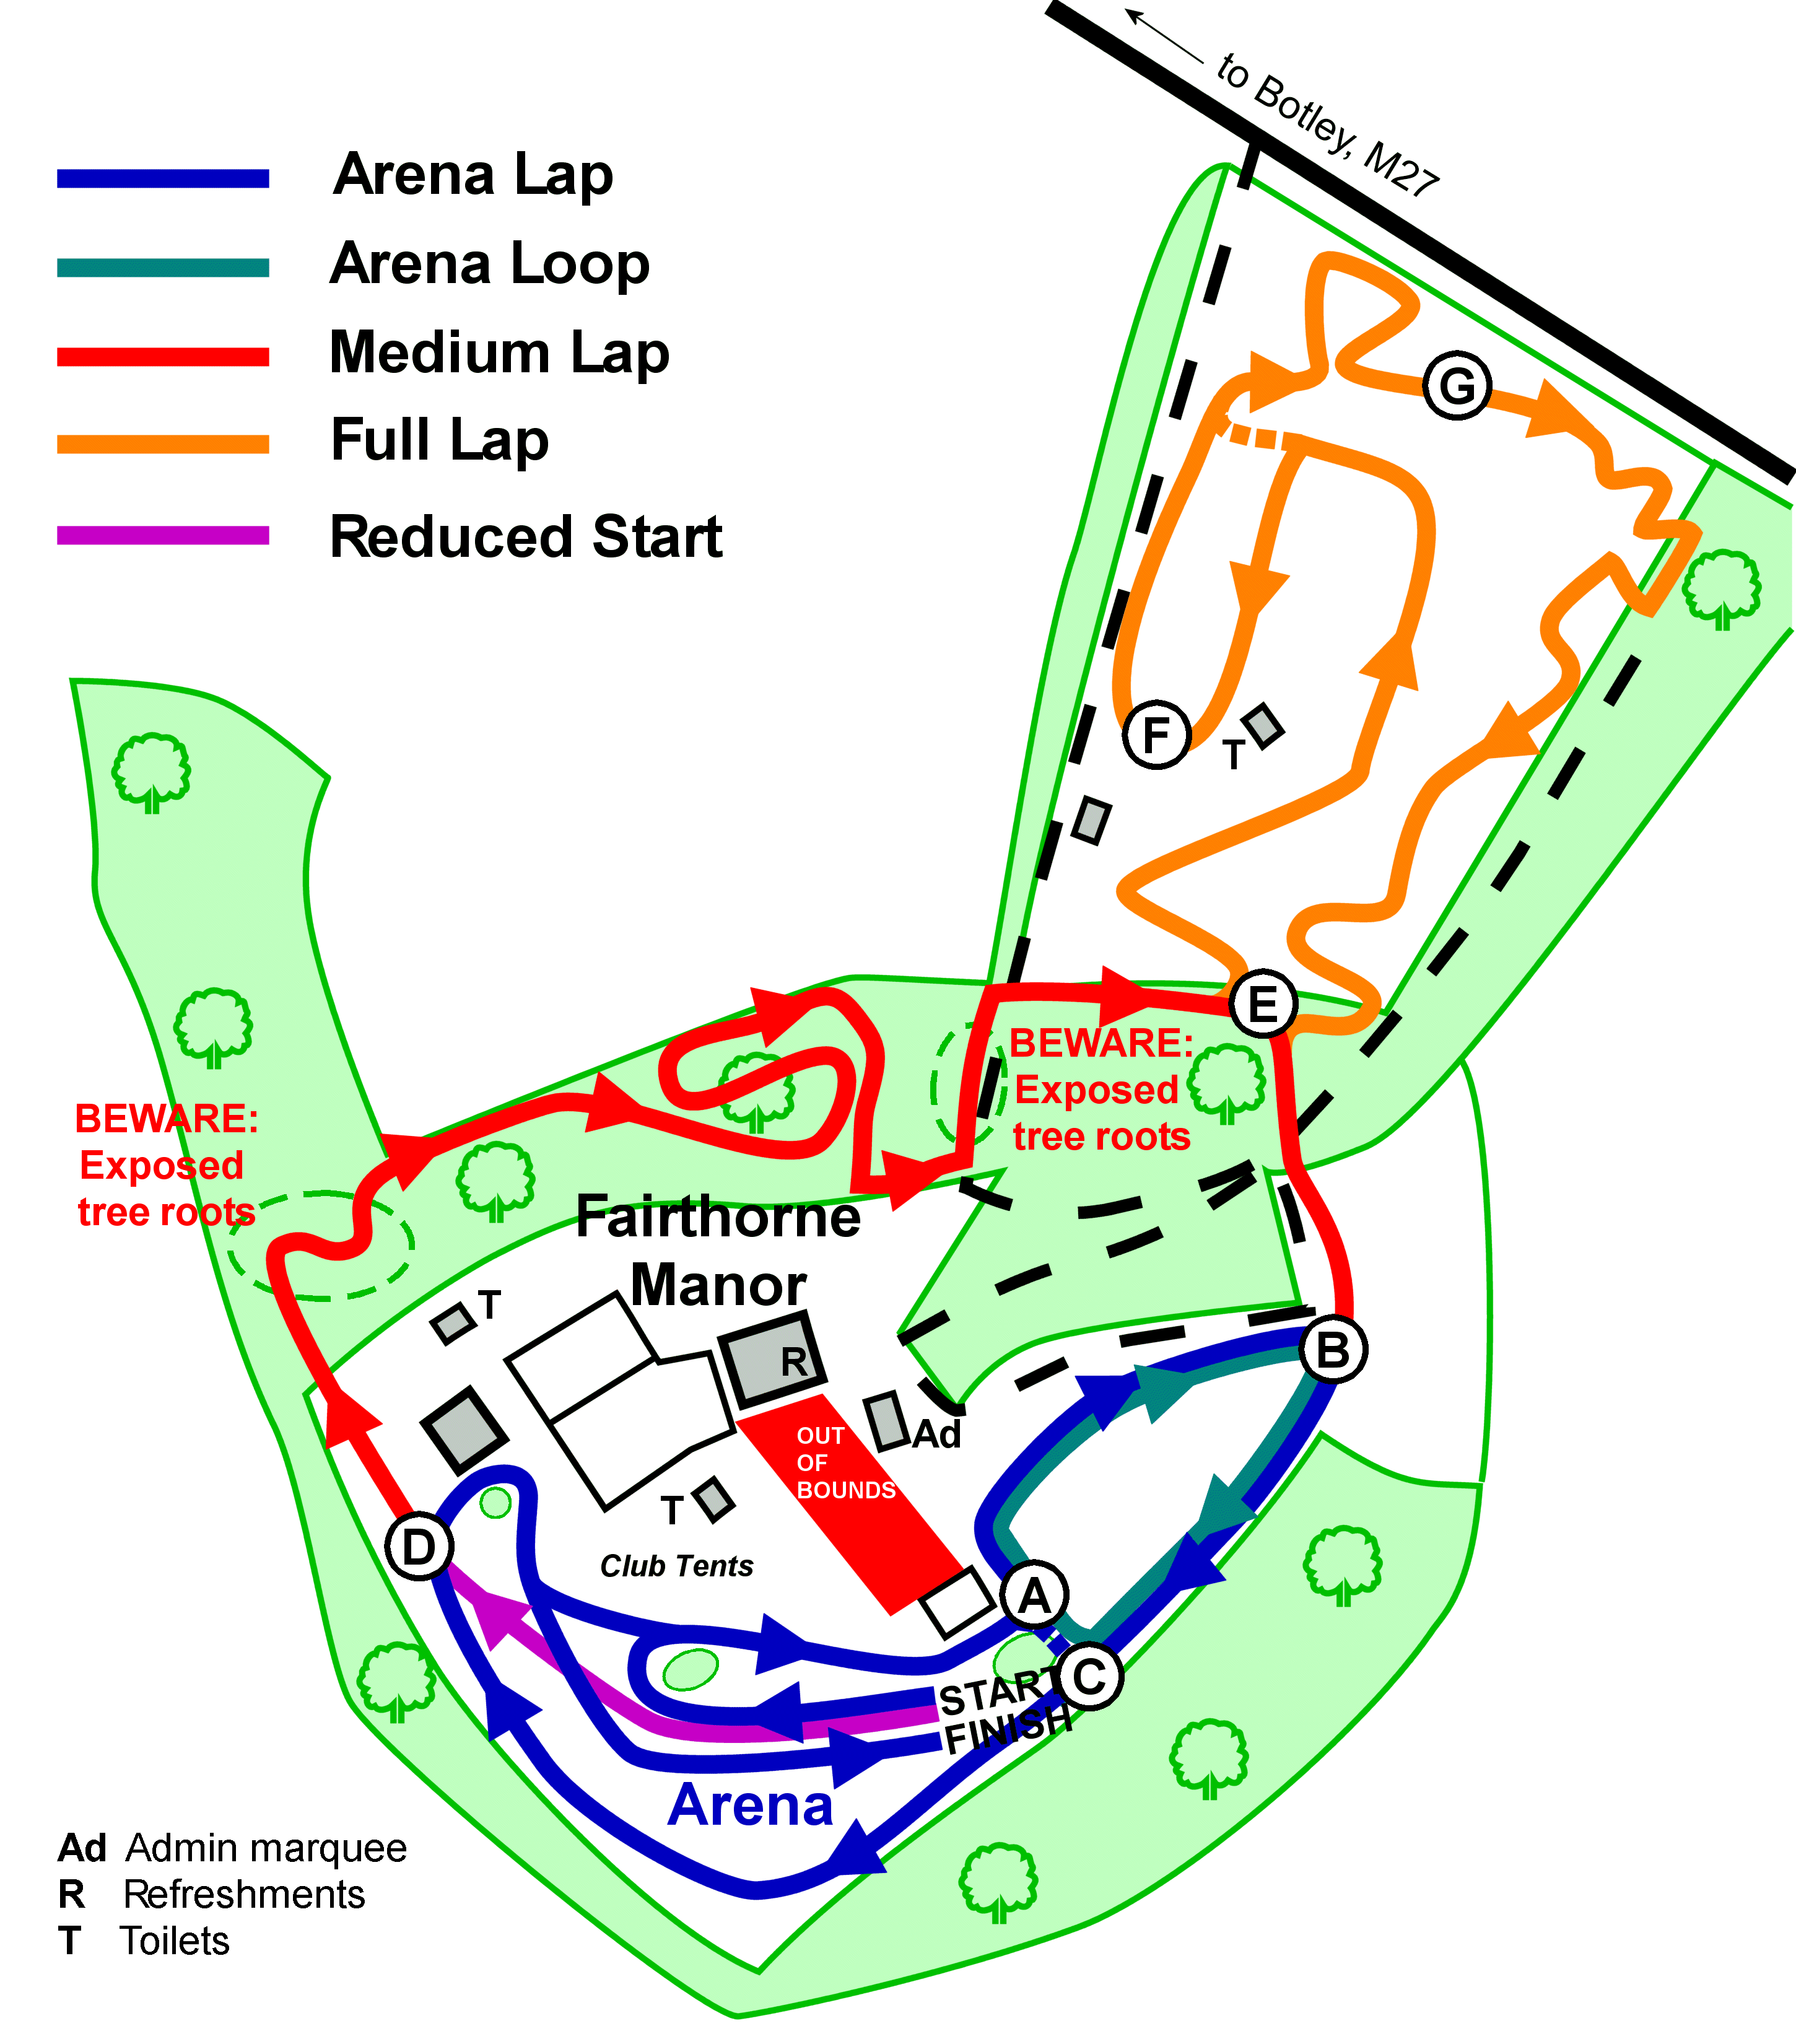 to Botley, M27
Arena Lap
Arena Loop
Medium Lap
Full Lap
Reduced Start
G
F
T
E
BEWARE:
Exposed
tree roots
BEWARE:
Exposed
tree roots
Fairthorne
Manor
T
R
B
OUT
OF
BOUNDS
Ad
T
D
Club Tents
A
C
START
FINISH
Arena
Ad Admin marquee
R Refreshments
T Toilets